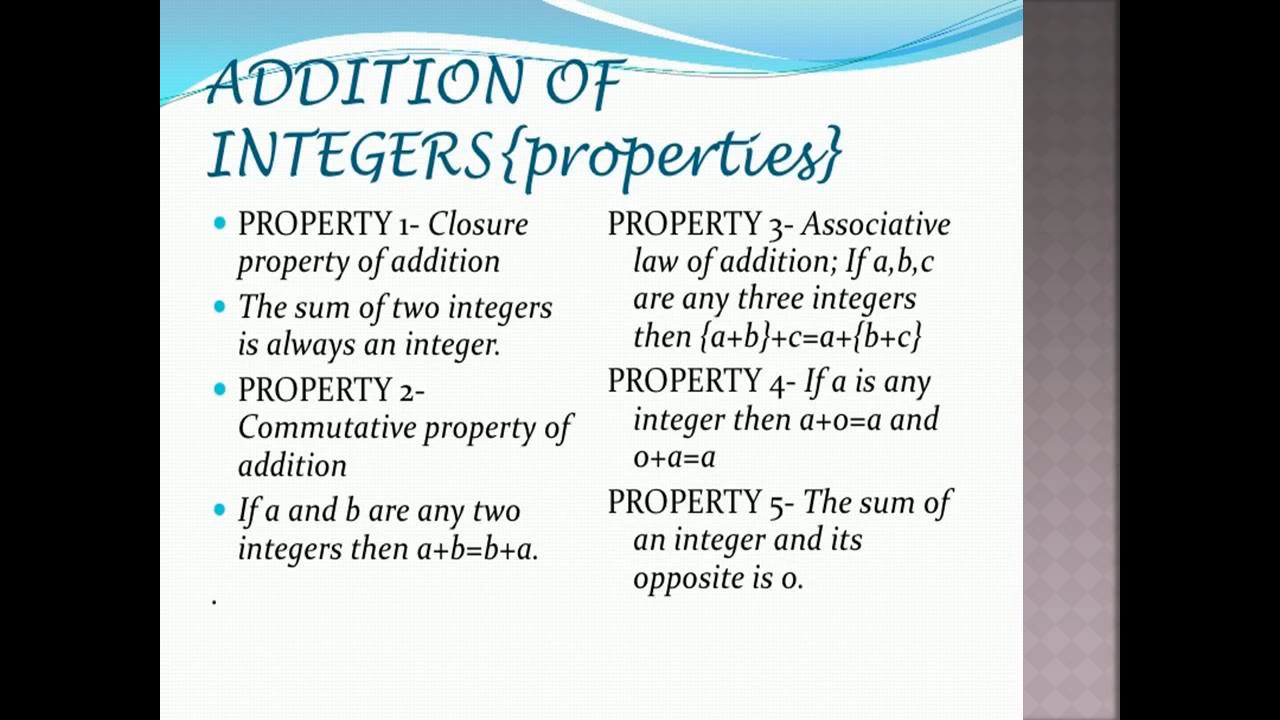 ADDITION OF
INTEGERS{properties}
• PROPERTY 1- Closure
property of addition
• The sum of two integers
is always an integer.
• PROPERTY 2-
Commutative property of
addition
• If a and b are any two
integers then a+b=b+a.
.
PROPERTY 3- Associative
law of addition; If a,b,c
are any three integers
then {a+b}+c=a+{b+c}
PROPERTY 4- If a is any
integer then a+0=a and
0+a=a
PROPERTY 5- The sum of
an integer and its
opposite is 0.